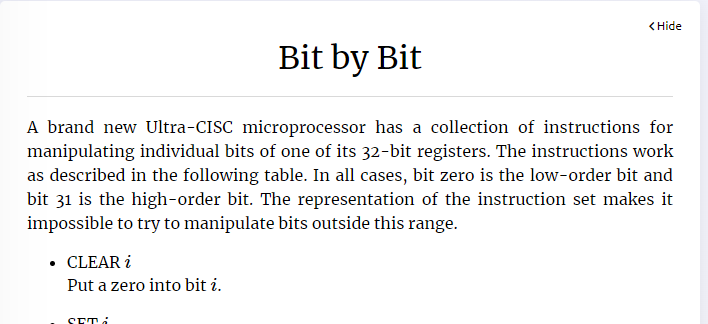 Hide
Bit by Bit
A brand new Ultra-CISC microprocessor has a collection of instructions for
manipulating individual bits of one of its 32-bit registers. The instructions work
as described in the following table. In all cases, bit zero is the low-order bit and
bit 31 is the high-order bit. The representation of the instruction set makes it
impossible to try to manipulate bits outside this range.
• CLEAR i
Put a zero into bit i.
• SET i